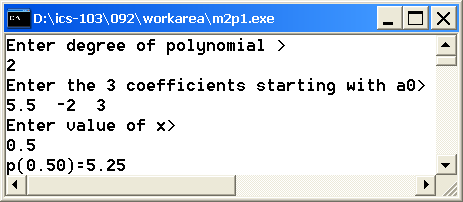 D:\ics-103\092\workarea\m2p1.exe
Enter degree of polynomial >
2
Enter the 3 coefficients starting with a0>
5.5  -2  3
Enter value of x>
0.5
p(0.50)=5.25